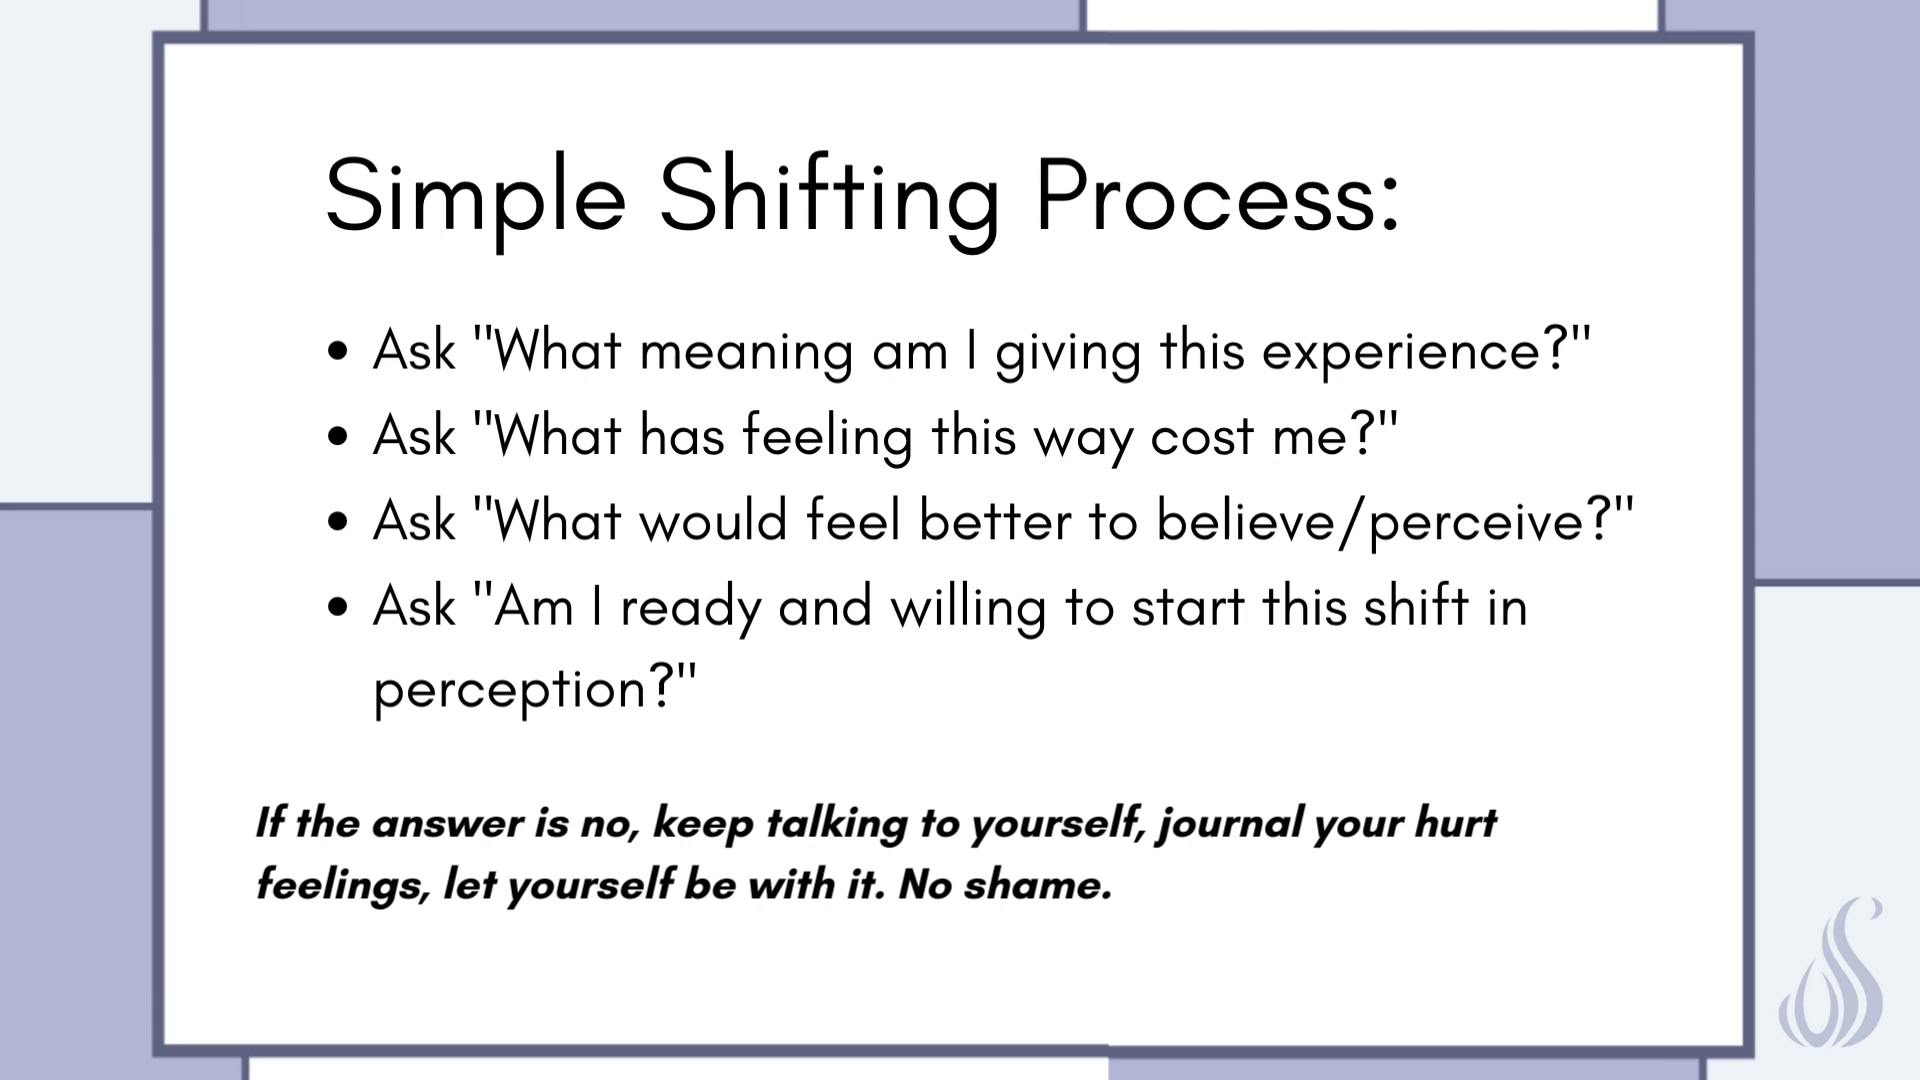 Simple Shifting Process:
• Ask "What meaning am I giving this experience?"
• Ask "What has feeling this way cost me?"
• Ask "What would feel better to believe/perceive?"
• Ask "Am I ready and willing to start this shift in
perception?"
If the answer is no, keep talking to yourself, journal your hurt
feelings, let yourself be with it. No shame.